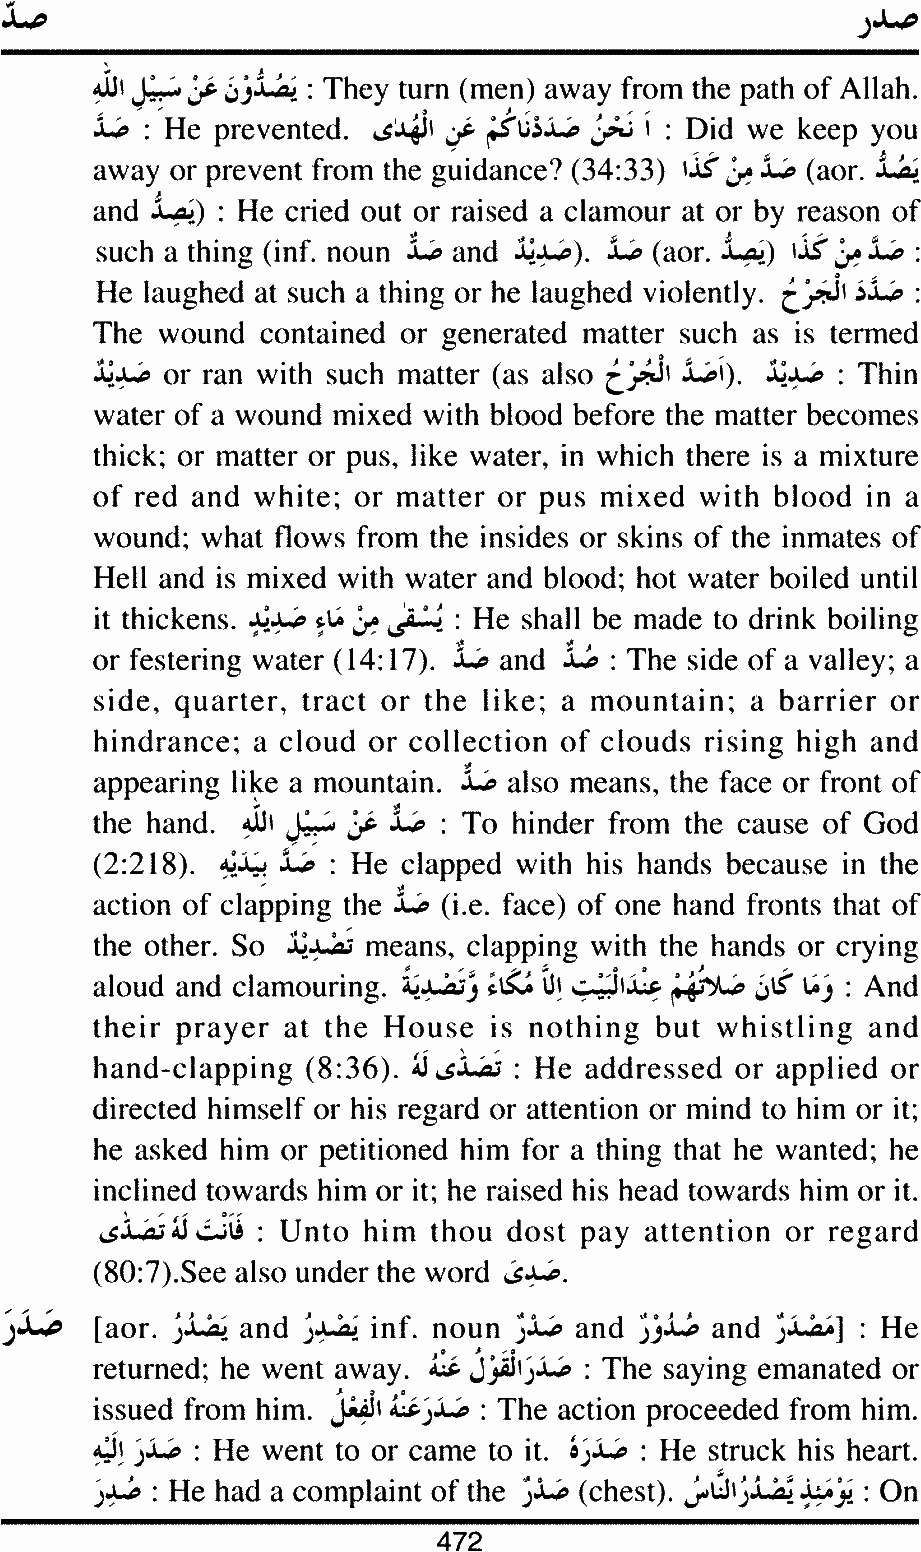 صدّ صدر
يَصُدُّوْنَ عَنْ سَبِيْلِ اللّٰهِ : They turn (men) away from the path of Allah.
صَدَّ : He prevented. اَ نَحْنُ صَدَدْنَاكُمْ عَنِ الْهُدٰى : Did we keep you
away or prevent from the guidance? (34:33) صَدَّ مِنْ كَذَا (aor. يَصُدُّ
and يَصِدُّ) : He cried out or raised a clamour at or by reason of
such a thing (inf. noun صَدٌّ and صَدِيْدٌ). صَدَّ (aor. يَصِدُّ) صَدَّ مِنْ كَذَا :
He laughed at such a thing or he laughed violently. صَدَّدَ الْجَرْحُ :
The wound contained or generated matter such as is termed
صَدِيْدٌ or ran with such matter (as also اَصَدَّ الْجُرْحُ). صَدِيْدٌ : Thin
water of a wound mixed with blood before the matter becomes
thick; or matter or pus, like water, in which there is a mixture
of red and white; or matter or pus mixed with blood in a
wound; what flows from the insides or skins of the inmates of
Hell and is mixed with water and blood; hot water boiled until
it thickens. يُسْقٰى مِنْ مَاءٍ صَدِيْدٍ : He shall be made to drink boiling
or festering water (14:17). صَدٌّ and صُدٌّ : The side of a valley; a
side, quarter, tract or the like; a mountain; a barrier or
hindrance; a cloud or collection of clouds rising high and
appearing like a mountain. صَدٌّ also means, the face or front of
the hand. صَدٌّ عَنْ سَبِيْلِ اللّٰهِ : To hinder from the cause of God
(2:218). صَدَّ بِيَدَيْهِ : He clapped with his hands because in the
action of clapping the صَدٌّ (i.e. face) of one hand fronts that of
the other. So تَصْدِيْدٌ means, clapping with the hands or crying
aloud and clamouring. وَمَا كَانَ صَلَاتُهُمْ عِنْدَالْبَيْتِ اِلَّا مُكَاءً وَّتَصْدِيَةً : And
their prayer at the House is nothing but whistling and
hand-clapping (8:36). تَصَدّٰى لَهُ : He addressed or applied or
directed himself or his regard or attention or mind to him or it;
he asked him or petitioned him for a thing that he wanted; he
inclined towards him or it; he raised his head towards him or it.
فَاَنْتَ لَهُ تَصَدّٰى : Unto him thou dost pay attention or regard
(80:7).See also under the word صَدِىَ.
صَدَرَ [aor. يَصْدُرُ and يَصْدِرُ inf. noun صَدْرٌ and صُدُوْرٌ and مَصْدَرٌ] : He
returned; he went away. صَدَرَالْقَوْلُ عَنْهُ : The saying emanated or
issued from him. صَدَرَعَنْهُ الْفِعْلُ : The action proceeded from him.
صَدَرَ اِلَيْهِ : He went to or came to it. صَدَرَهُ : He struck his heart.
صُدِرَ : He had a complaint of the صَدْرٌ (chest). يَوْمَئِذٍ يَّصْدُرُالنَّاسُ : On
472